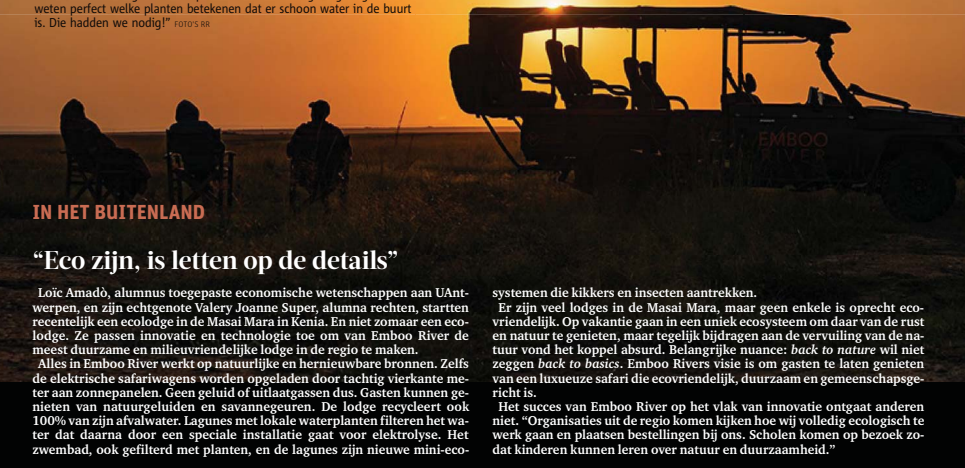 weten perfect welke planten betekenen dat er schoon water in de buurt
is. Die hadden we nodig!” FOTO'S RR
EMBOO
RIVER
IN HET BUITENLAND
“Eco zijn, is letten op de details”
Loïc Amadò, alumnus toegepaste economische wetenschappen aan UAnt-
werpen, en zijn echtgenote Valery Joanne Super, alumna rechten, startten
recentelijk een ecolodge in de Masai Mara in Kenia. En niet zomaar een eco-
lodge. Ze passen innovatie en technologie toe om van Emboo River de
meest duurzame en milieuvriendelijke lodge in de regio te maken.
Alles in Emboo River werkt op natuurlijke en hernieuwbare bronnen. Zelfs
de elektrische safariwagens worden opgeladen door tachtig vierkante me-
ter aan zonnepanelen. Geen geluid of uitlaatgassen dus. Gasten kunnen ge-
nieten van natuurgeluiden en savannegeuren. De lodge recycleert ook
100% van zijn afvalwater. Lagunes met lokale waterplanten filteren het wa-
ter dat daarna door een speciale installatie gaat voor elektrolyse. Het
zwembad, ook gefilterd met planten, en de lagunes zijn nieuwe mini-eco-
systemen die kikkers en insecten aantrekken.
Er zijn veel lodges in de Masai Mara, maar geen enkele is oprecht eco-
vriendelijk. Op vakantie gaan in een uniek ecosysteem om daar van de rust
en natuur te genieten, maar tegelijk bijdragen aan de vervuiling van de na-
tuur vond het koppel absurd. Belangrijke nuance: back to nature wil niet
zeggen back to basics. Emboo Rivers visie is om gasten te laten genieten
van een luxueuze safari die ecovriendelijk, duurzaam en gemeenschapsge-
richt is.
Het succes van Emboo River op het vlak van innovatie ontgaat anderen
niet. “Organisaties uit de regio komen kijken hoe wij volledig ecologisch te
werk gaan en plaatsen bestellingen bij ons. Scholen komen op bezoek zo-
dat kinderen kunnen leren over natuur en duurzaamheid.”